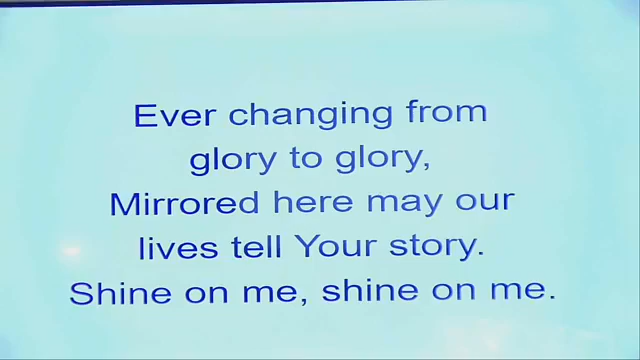 Ever changing from
glory to glory,
Mirrored here may our
lives tell Your story.
Shine on me, shine on me.